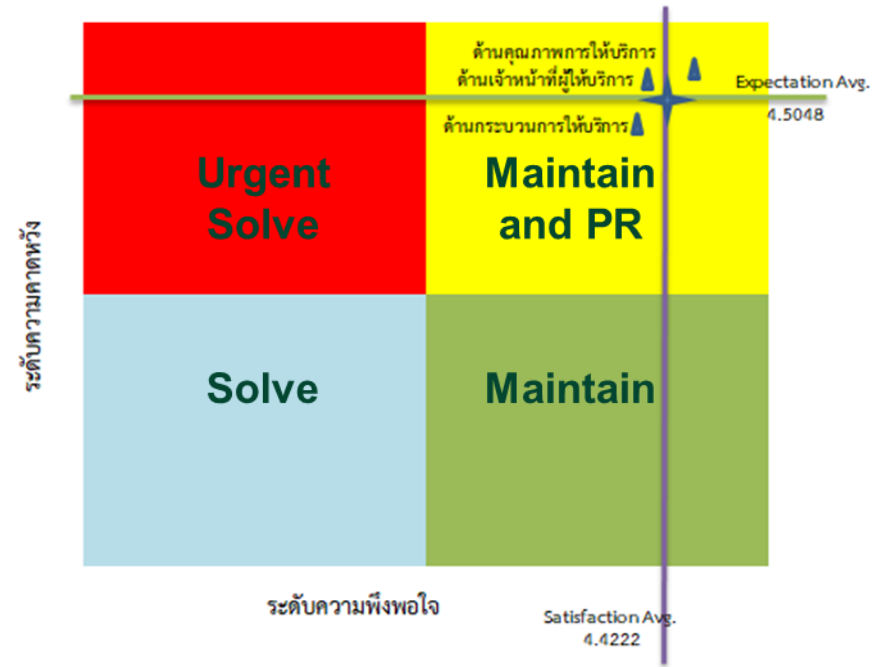 ด้านคุณภาพการให้บริการ
ด้านเจ้าหน้าที่ผู้ให้บริการ
Expectation Avg.
4.5048
ด้านกระบวนการให้บริการ
Urgent
Solve
Maintain
and PR
ระดับความคาดหวัง
Solve
Maintain
ระดับความพึงพอใจ
Satisfaction Avg.
4.4222